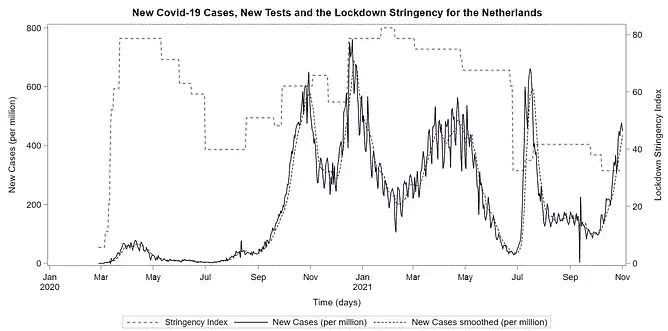 New Covid-19 Cases, New Tests and the Lockdown Stringency for the Netherlands
800
600
400
200
0
New Cases (per million)
80
60
40
20
0
Lockdown Stringency Index
Jan Mar May Jul Sep Nov Jan Mar May Jul Sep Nov
2020 2021
Time (days)
Stringency Index New Cases (per million) New Cases smoothed (per million)